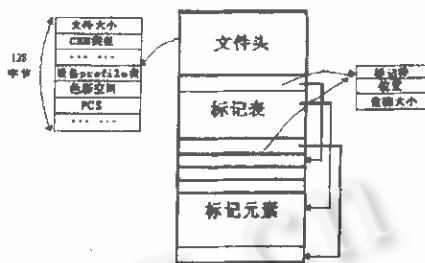 128
字节
文件大小
CMM类型
... ...
设备profile类
色彩空间
PCS
... ...
文件头
标记表
标记元素
标记符
位置
数据大小